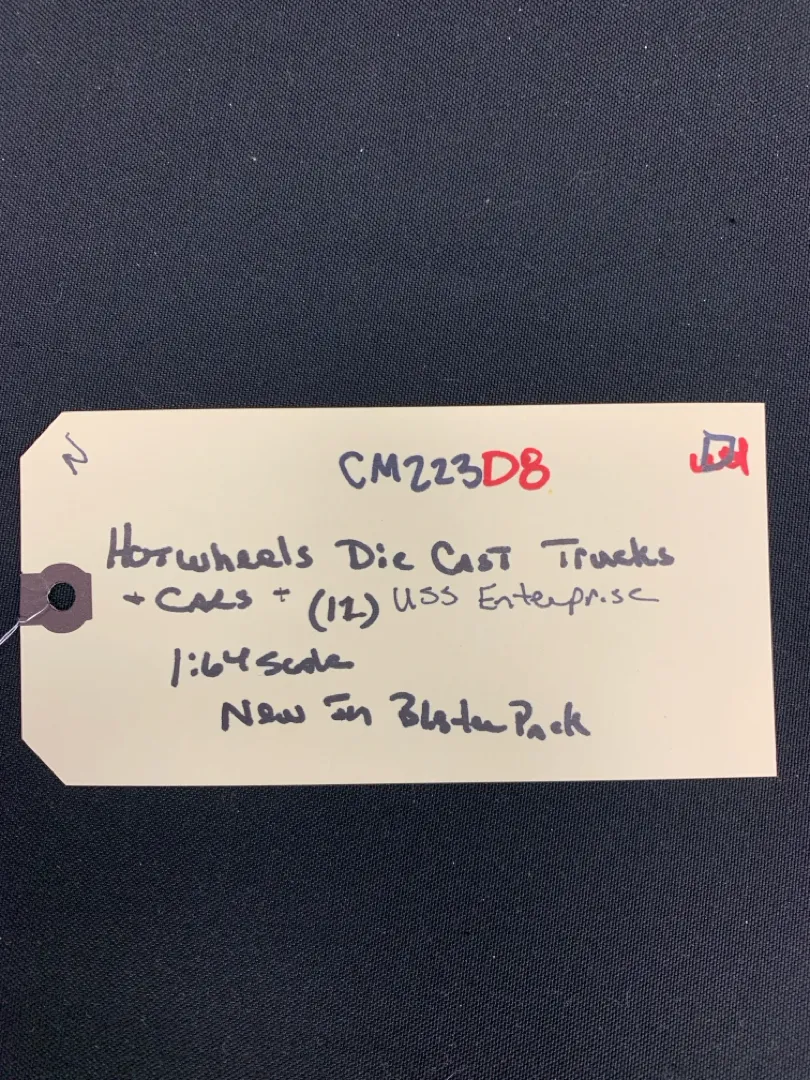 N
CM223D8
Hotwheels Die Cast Trucks
+ Cars + (12) USS Enterprise
1:64 Scale
New In Blister Pack